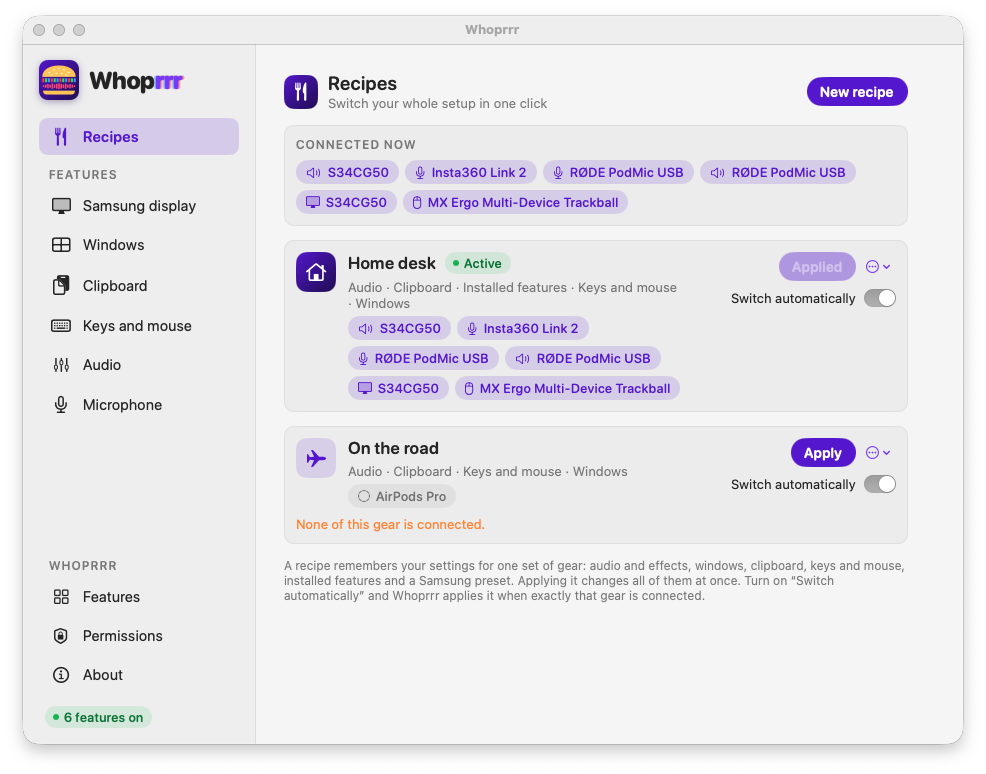 Whoprrr
Whoprrr
Recipes
FEATURES
Samsung display
Windows
Clipboard
Keys and mouse
Audio
Microphone
WHOPRRR
Features
Permissions
About
6 features on
Recipes
Switch your whole setup in one click
New recipe
CONNECTED NOW
S34CG50 Insta360 Link 2 RØDE PodMic USB RØDE PodMic USB
S34CG50 MX Ergo Multi-Device Trackball
Home desk Active
Applied
Audio · Clipboard · Installed features · Keys and mouse
· Windows
Switch automatically
S34CG50 Insta360 Link 2
RØDE PodMic USB RØDE PodMic USB
S34CG50 MX Ergo Multi-Device Trackball
On the road
Apply
Audio · Clipboard · Keys and mouse · Windows
Switch automatically
AirPods Pro
None of this gear is connected.
A recipe remembers your settings for one set of gear: audio and effects, windows, clipboard, keys and mouse,
installed features and a Samsung preset. Applying it changes all of them at once. Turn on “Switch
automatically” and Whoprrr applies it when exactly that gear is connected.